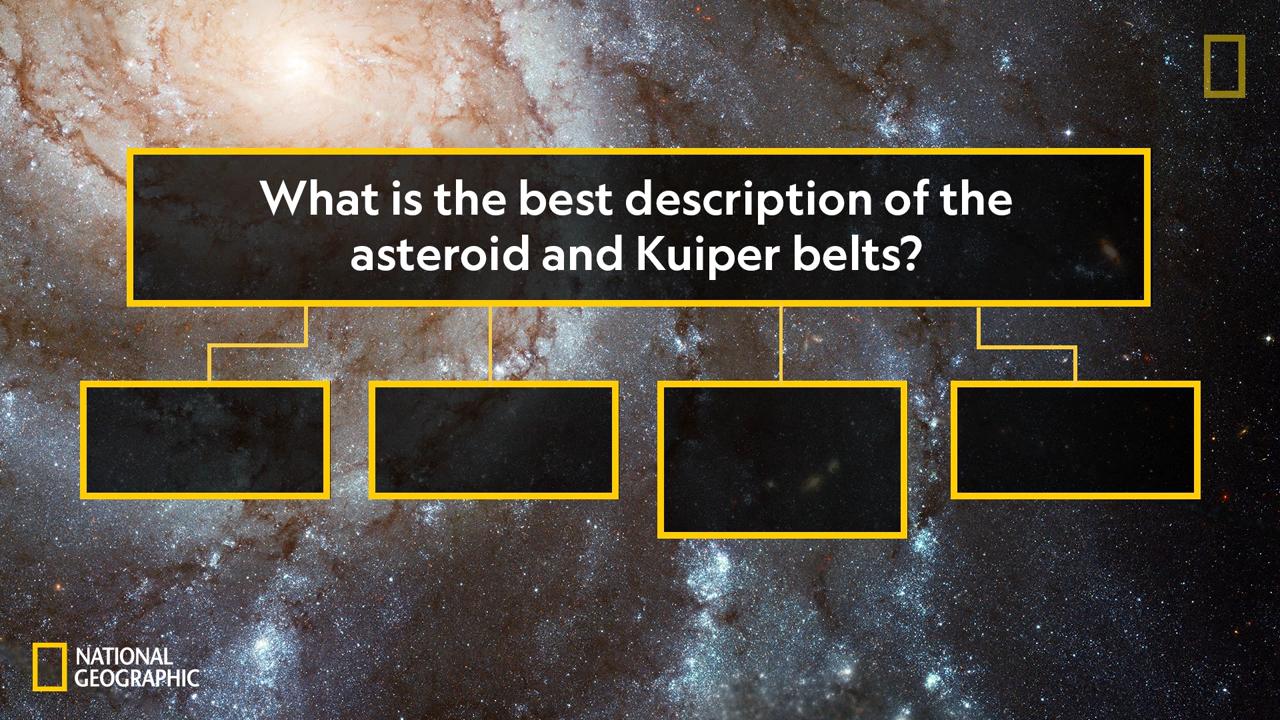 What is the best description of the
asteroid and Kuiper belts?
NATIONAL
GEOGRAPHIC